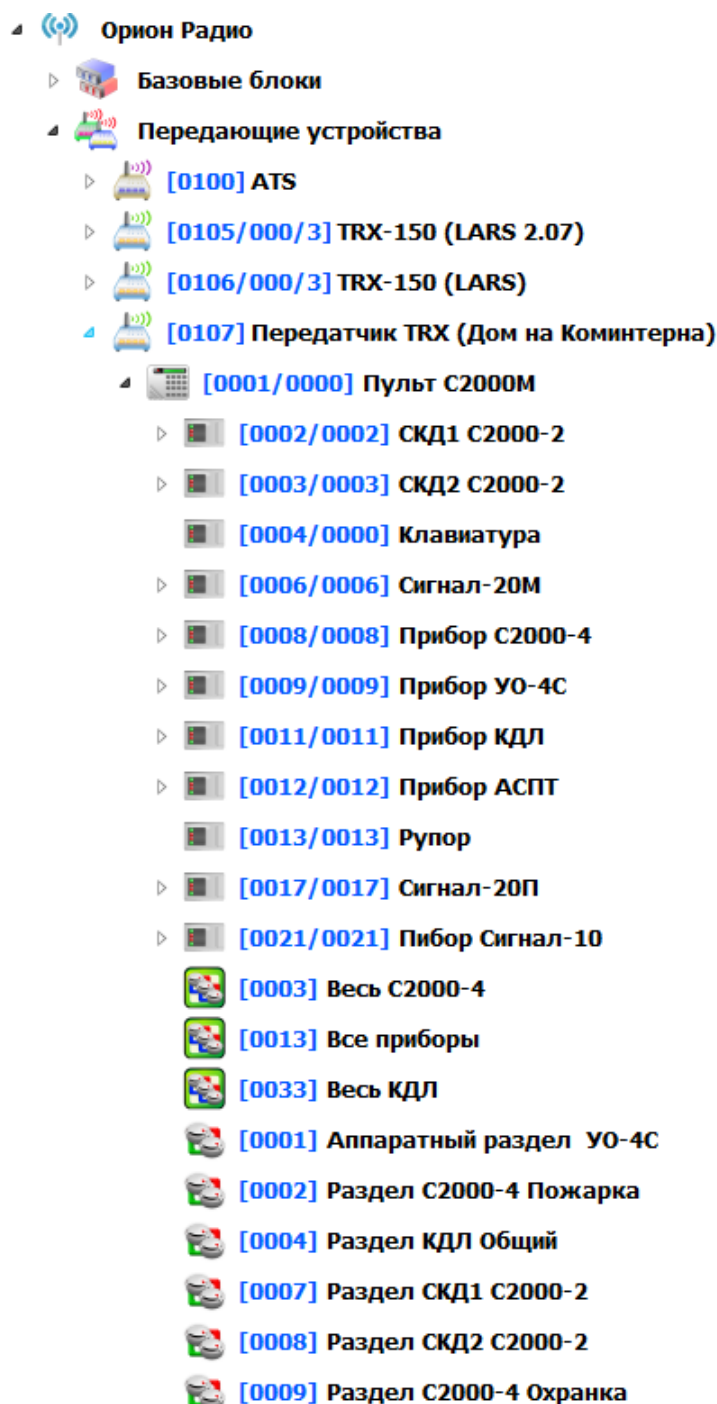 Орион Радио
Базовые блоки
Передающие устройства
[0100] ATS
[0105/000/3] TRX-150 (LARS 2.07)
[0106/000/3] TRX-150 (LARS)
[0107] Передатчик TRX (Дом на Коминтерна)
[0001/0000] Пульт С2000М
[0002/0002] СКД1 С2000-2
[0003/0003] СКД2 С2000-2
[0004/0000] Клавиатура
[0006/0006] Сигнал-20М
[0008/0008] Прибор С2000-4
[0009/0009] Прибор УО-4С
[0011/0011] Прибор КДЛ
[0012/0012] Прибор АСПТ
[0013/0013] Рупор
[0017/0017] Сигнал-20П
[0021/0021] Пибор Сигнал-10
[0003] Весь С2000-4
[0013] Все приборы
[0033] Весь КДЛ
[0001] Аппаратный раздел  УО-4С
[0002] Раздел С2000-4 Пожарка
[0004] Раздел КДЛ Общий
[0007] Раздел СКД1 С2000-2
[0008] Раздел СКД2 С2000-2
[0009] Раздел С2000-4 Охранка